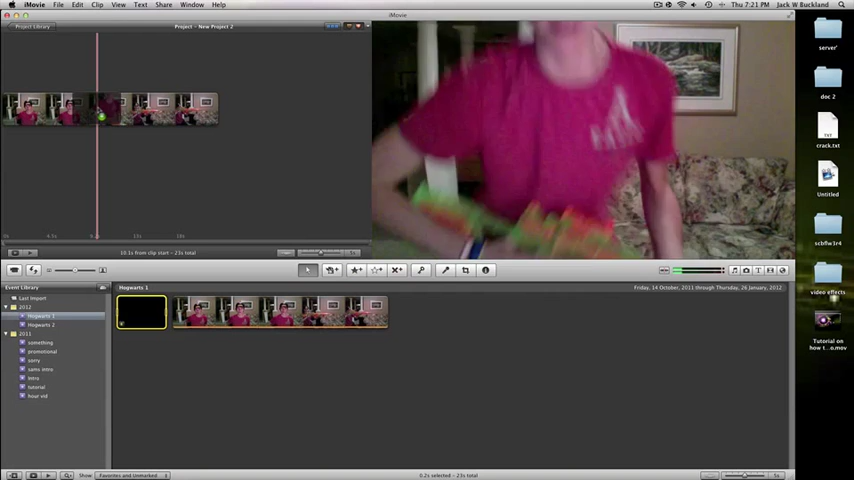 iMovie File Edit Clip View Text Share Window Help
Thu 7:21 PM Jack W Buckland
iMovie
Project Library
Project - New Project 2
10.1s from clip start - 23s total
Event Library
Hogwarts 1
Friday, 14 October, 2011 through Thursday, 26 January, 2012
Last Import
2012
Hogwarts 1
Hogwarts 2
2011
something
promotional
sony
sams intro
Intro
tutorial
hour vid
Show: Favorites and Unmarked
0.2s selected - 23s total
server'
doc 2
TXT
crack.txt
Untitled
scbflw3r4
video effects
Tutorial on
how t...o.mov